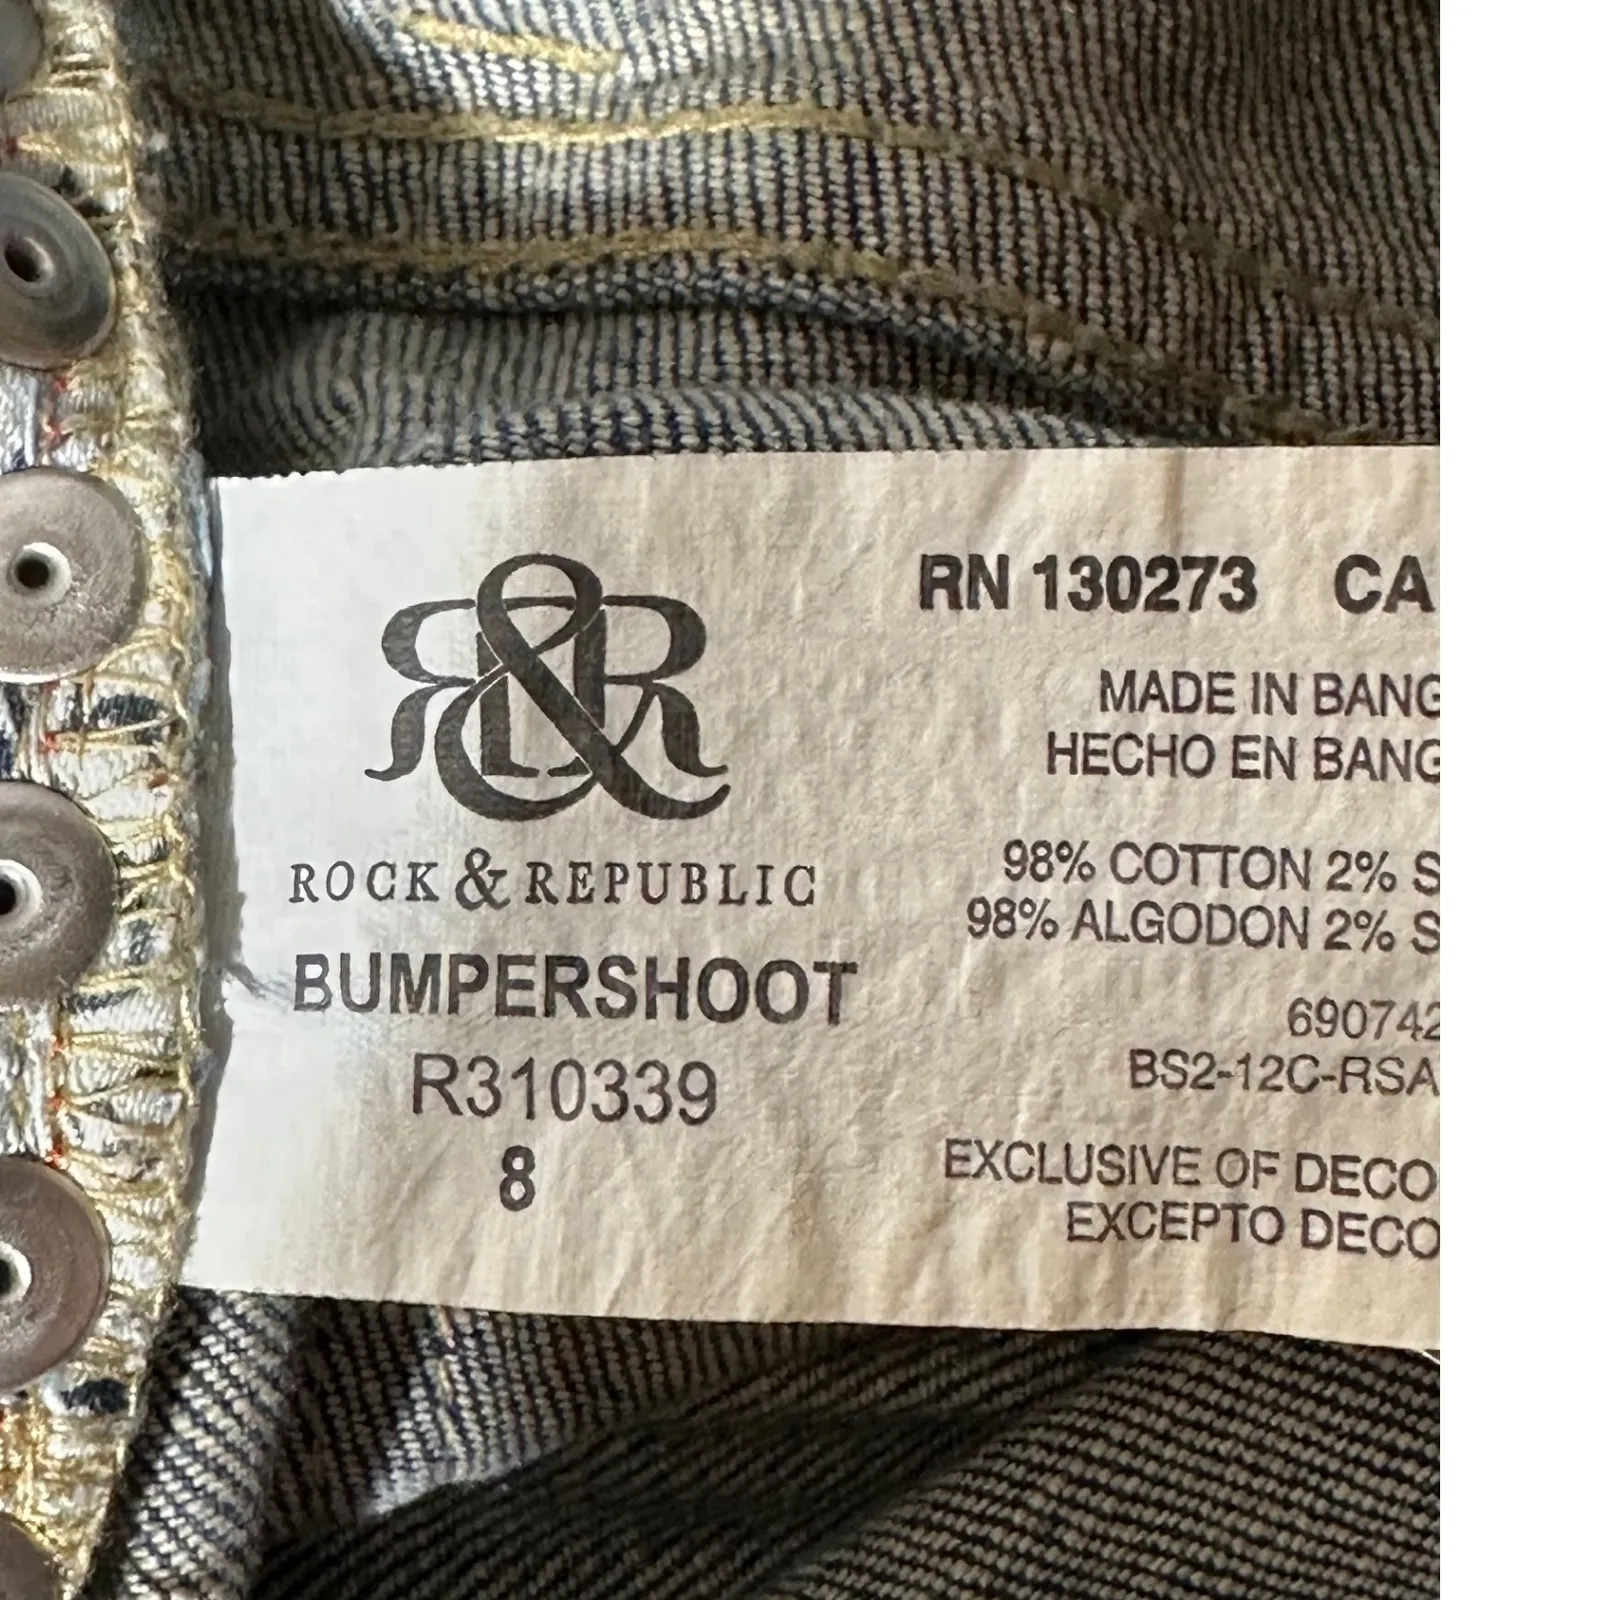 R&R
ROCK & REPUBLIC
BUMPERSHOOT
R310339
8
RN 130273 CA
MADE IN BANG
HECHO EN BANG
98% COTTON 2% S
98% ALGODON 2% S
690742
BS2-12C-RSA
EXCLUSIVE OF DECO
EXCEPTO DECO